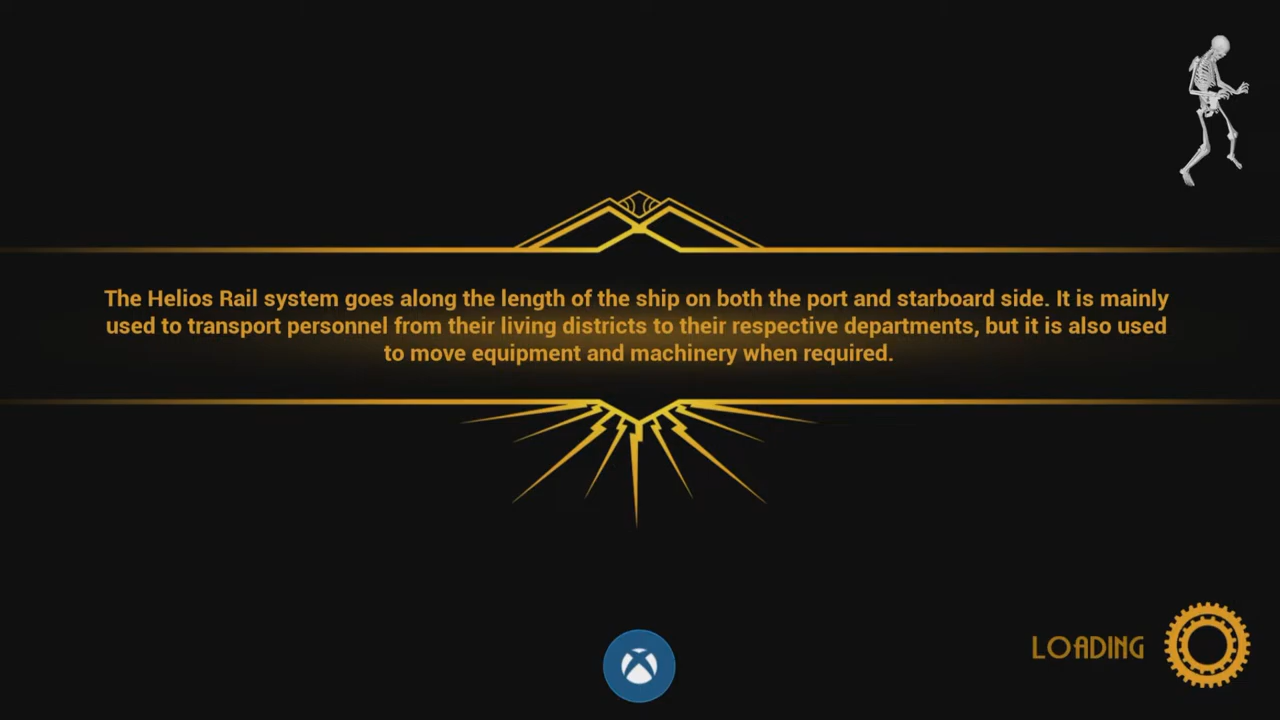 The Helios Rail system goes along the length of the ship on both the port and starboard side. It is mainly
used to transport personnel from their living districts to their respective departments, but it is also used
to move equipment and machinery when required.
LOADING